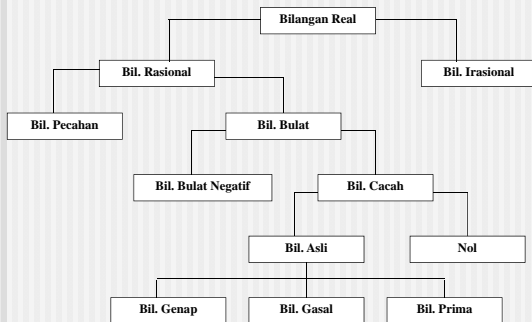 Bilangan Real
Bil. Rasional
Bil. Irasional
Bil. Pecahan
Bil. Bulat
Bil. Bulat Negatif
Bil. Cacah
Bil. Asli
Nol
Bil. Genap
Bil. Gasal
Bil. Prima